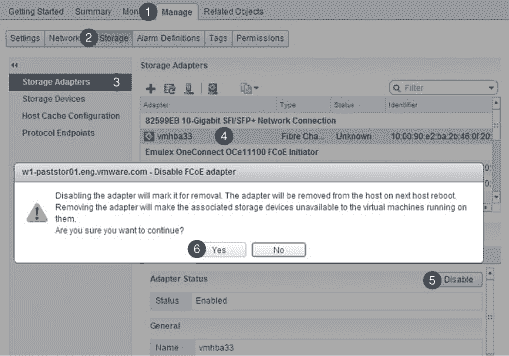 Getting Started Summary Mon 1 Manage Related Objects
Settings Network 2 Storage Alarm Definitions Tags Permissions
Storage Adapters 3
Storage Devices
Host Cache Configuration
Protocol Endpoints
Storage Adapters
Filter
Adapter Type Status Identifier
82599EB 10-Gigabit SFI/SFP+ Network Connection
vmhba33 4 Fibre Cha... Unknown 10:00:90:e2:ba:2b:46:0f 20:
Emulex OneConnect OCe11100 FCoE Initiator
w1-paststor01.eng.vmware.com - Disable FCoE adapter
Disabling the adapter will mark it for removal. The adapter will be removed from the host on next host reboot.
Removing the adapter will make the associated storage devices unavailable to the virtual machines running on
them.
Are you sure you want to continue?
6 Yes No
Adapter Status 5 Disable
Status Enabled
General
Name vmhba33